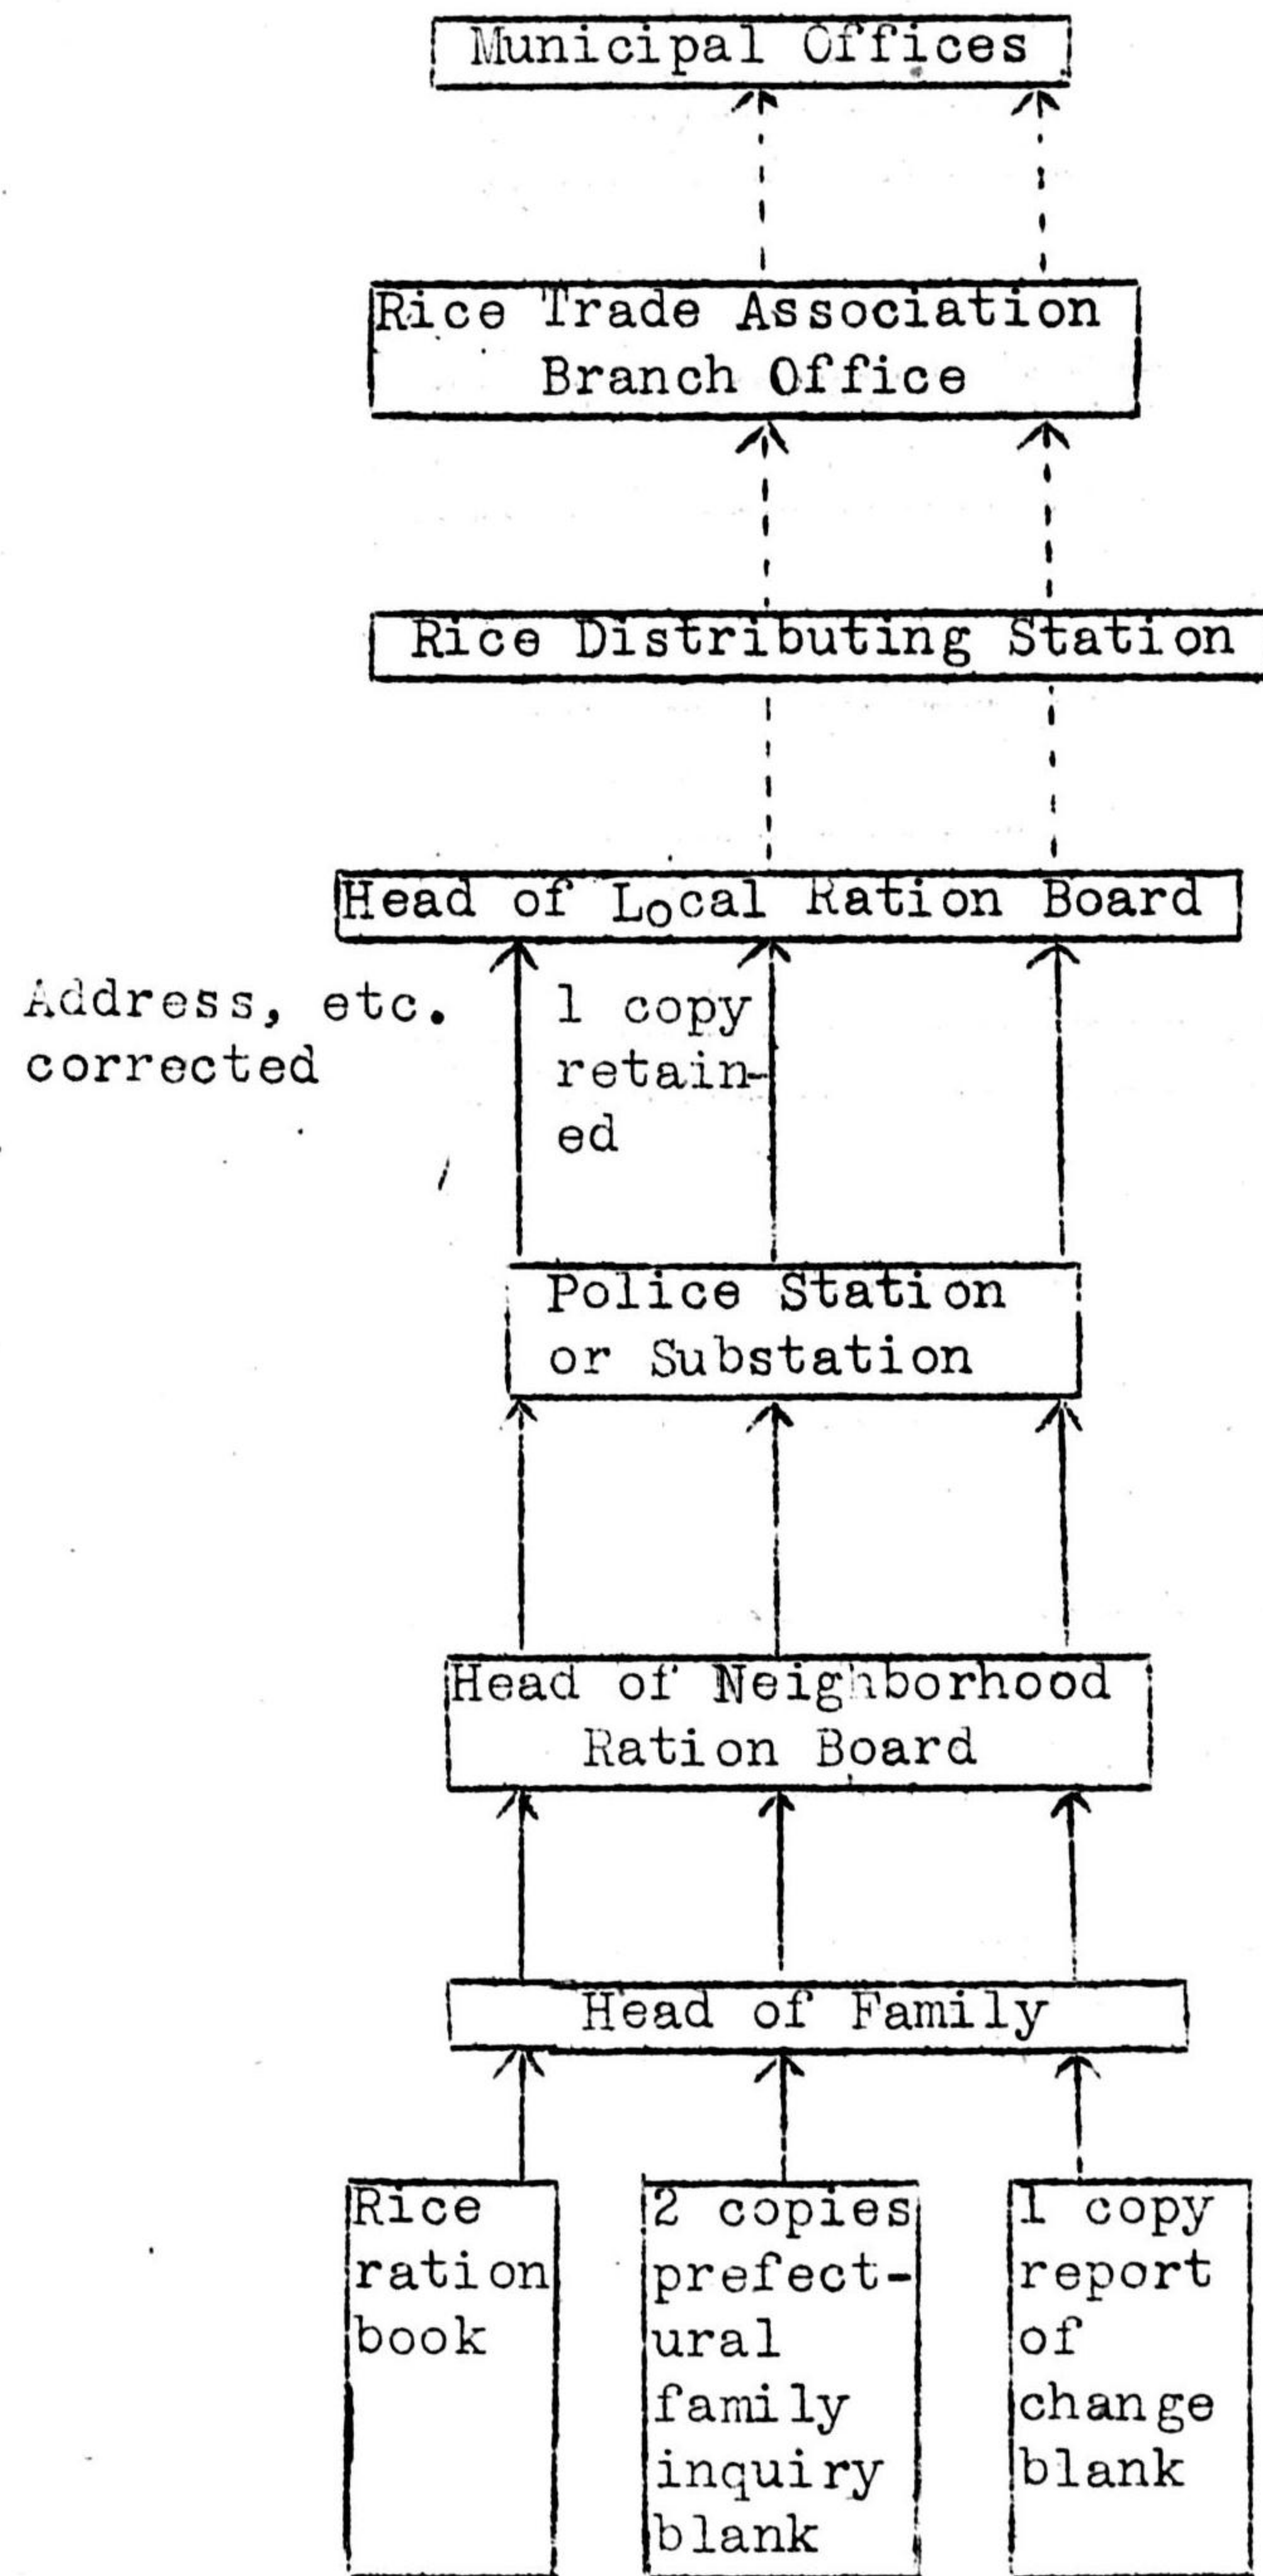 Municipal Offices
Rice Trade Association
Branch Office
Rice Distributing Station
Head of Local Ration Board
Address, etc.
corrected
1 copy
retain-
ed
Police Station
or Substation
Head of Neighborhood
Ration Board
Head of Family
Rice
ration
book
2 copies
prefect-
ural
family
inquiry
blank
1 copy
report
of
change
blank